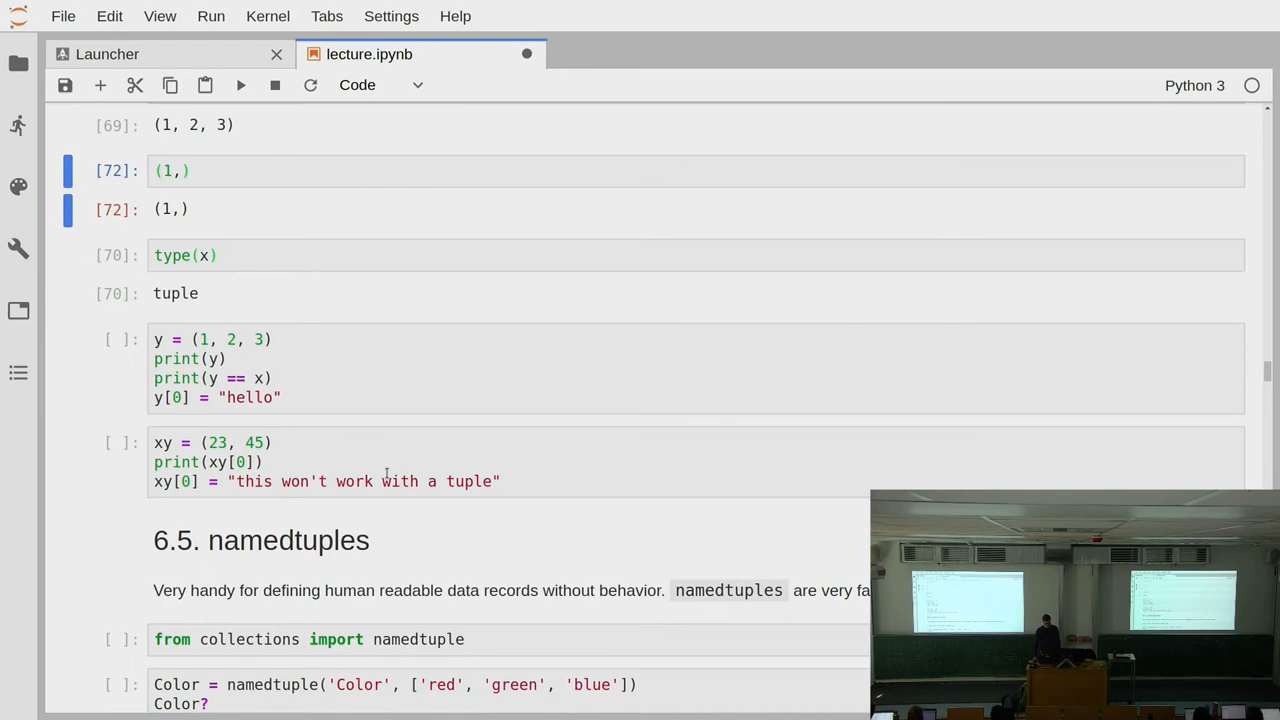 File Edit View Run Kernel Tabs Settings Help
Launcher
lecture.ipynb
Code
Python 3
[69]: (1, 2, 3)
[72]: (1,)
[72]: (1,)
[70]: type(x)
[70]: tuple
[ ]: y = (1, 2, 3)
print(y)
print(y == x)
y[0] = "hello"
[ ]: xy = (23, 45)
print(xy[0])
xy[0] = "this won't work with a tuple"
6.5. namedtuples
Very handy for defining human readable data records without behavior. namedtuples are very fa
[ ]: from collections import namedtuple
[ ]: Color = namedtuple('Color', ['red', 'green', 'blue'])
Color?